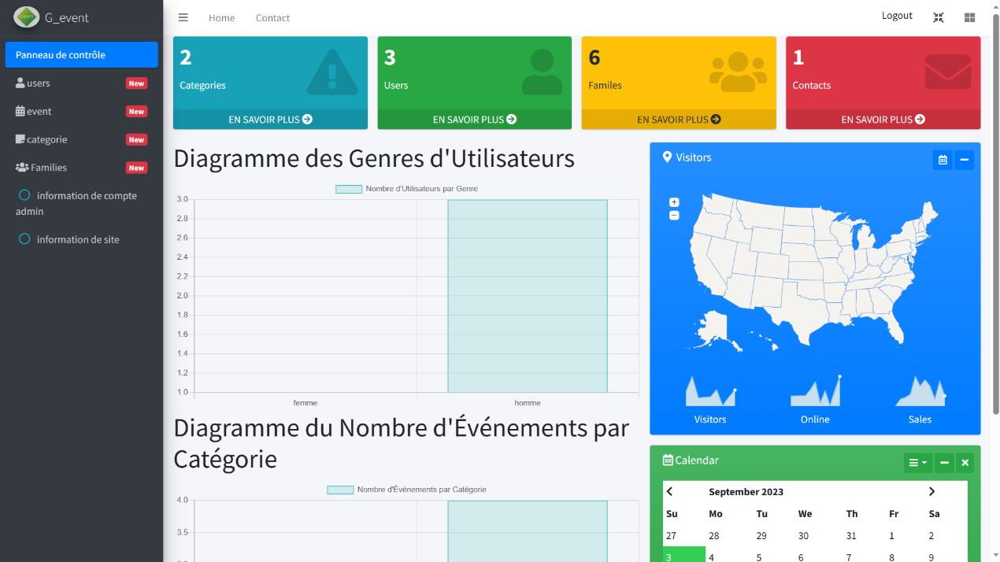 G_event
Home
Contact
Logout
Panneau de contrôle
users New
event New
categorie New
Families New
information de compte
admin
information de site
2
Categories
EN SAVOIR PLUS
3
Users
EN SAVOIR PLUS
6
Familes
EN SAVOIR PLUS
1
Contacts
EN SAVOIR PLUS
Diagramme des Genres d'Utilisateurs
Nombre d'Utilisateurs par Genre
3.0
2.8
2.6
2.4
2.2
2.0
1.8
1.6
1.4
1.2
1.0
femme homme
Diagramme du Nombre d'Événements par
Catégorie
Nombre d'Évènements par Catégorie
4.0
3.5
Visitors
+
−
Visitors Online Sales
Calendar
September 2023
Su Mo Tu We Th Fr Sa
27 28 29 30 31 1 2
3 4 5 6 7 8 9